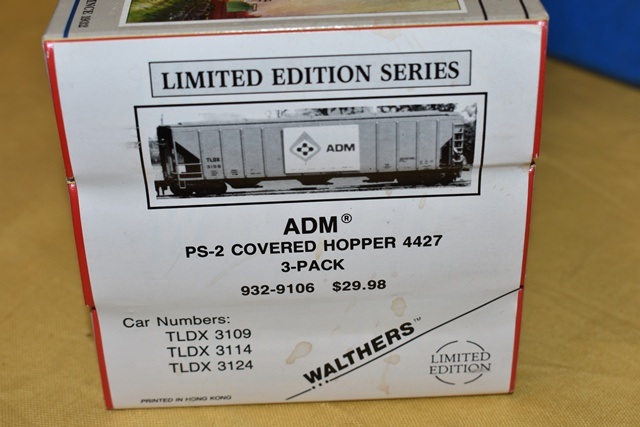 LIMITED EDITION SERIES
TLDX
ADM
ADM®
PS-2 COVERED HOPPER 4427
3-PACK
932-9106 $29.98
Car Numbers:
TLDX 3109
TLDX 3114
TLDX 3124
WALTHERS™
LIMITED
EDITION
PRINTED IN HONG KONG